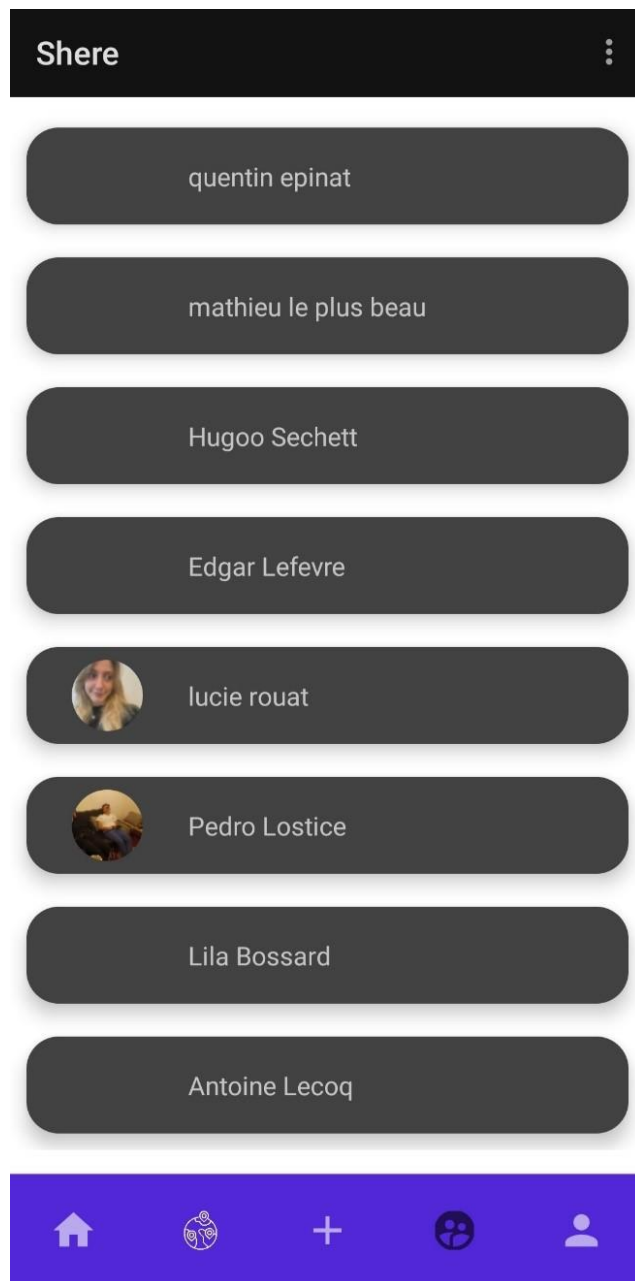 Shere
quentin epinat
mathieu le plus beau
Hugoo Sechett
Edgar Lefevre
lucie rouat
Pedro Lostice
Lila Bossard
Antoine Lecoq